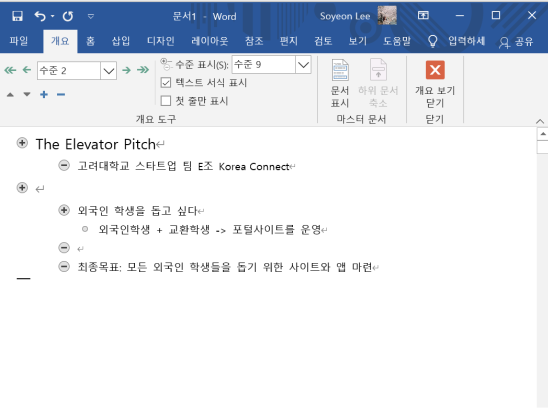 문서1 - Word
Soyeon Lee
파일 개요 홈 삽입 디자인 레이아웃 참조 편지 검토 보기 도움말 입력하세 공유
수준 2
수준 표시(S): 수준 9
텍스트 서식 표시
첫 줄만 표시
문서 표시
하위 문서 축소
개요 보기 닫기
개요 도구
마스터 문서
닫기
The Elevator Pitch
고려대학교 스타트업 팀 E조 Korea Connect
외국인 학생을 돕고 싶다
외국인학생 + 교환학생 -> 포털사이트를 운영
최종목표: 모든 외국인 학생들을 돕기 위한 사이트와 앱 마련